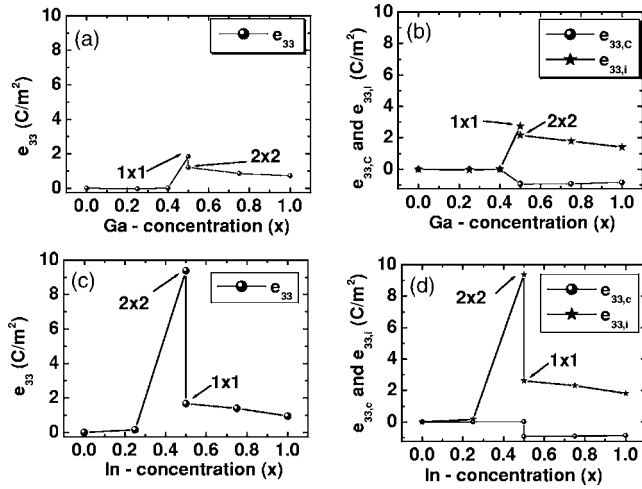 (a)
e33
e33 (C/m²)
10
8
6
4
2
0
1x1
2x2
0.0 0.2 0.4 0.6 0.8 1.0
Ga - concentration (x)
(b)
e33,C
e33,i
e33,C and e33,i (C/m²)
10
8
6
4
2
0
-2
1x1
2x2
0.0 0.2 0.4 0.6 0.8 1.0
Ga - concentration (x)
(c)
e33
e33 (C/m²)
10
8
6
4
2
0
2x2
1x1
0.0 0.2 0.4 0.6 0.8 1.0
In - concentration (x)
(d)
e33,c
e33,i
e33,c and e33,i (C/m²)
10
8
6
4
2
0
-2
2x2
1x1
0.0 0.2 0.4 0.6 0.8 1.0
In - concentration (x)